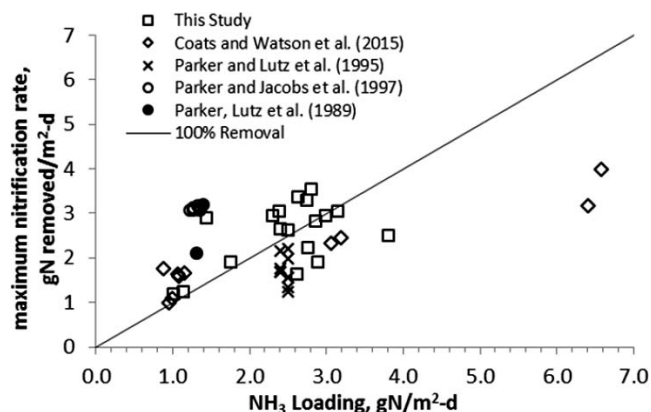 This Study
Coats and Watson et al. (2015)
Parker and Lutz et al. (1995)
Parker and Jacobs et al. (1997)
Parker, Lutz et al. (1989)
100% Removal
maximum nitrification rate,
gN removed/m²-d
7
6
5
4
3
2
1
0
0.0 1.0 2.0 3.0 4.0 5.0 6.0 7.0
NH₃ Loading, gN/m²-d